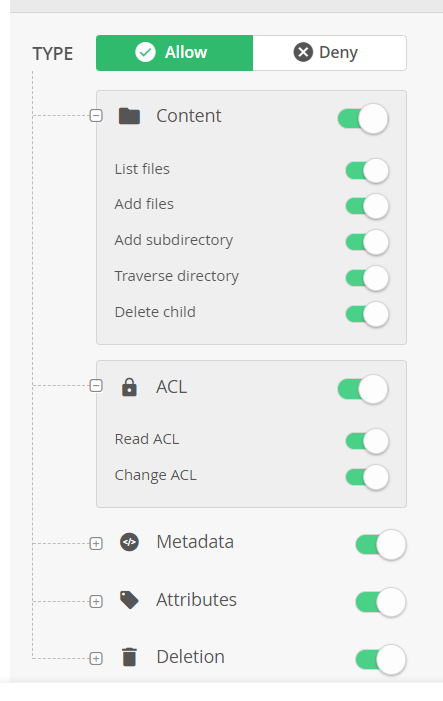 TYPE Allow Deny
Content
List files
Add files
Add subdirectory
Traverse directory
Delete child
ACL
Read ACL
Change ACL
Metadata
Attributes
Deletion